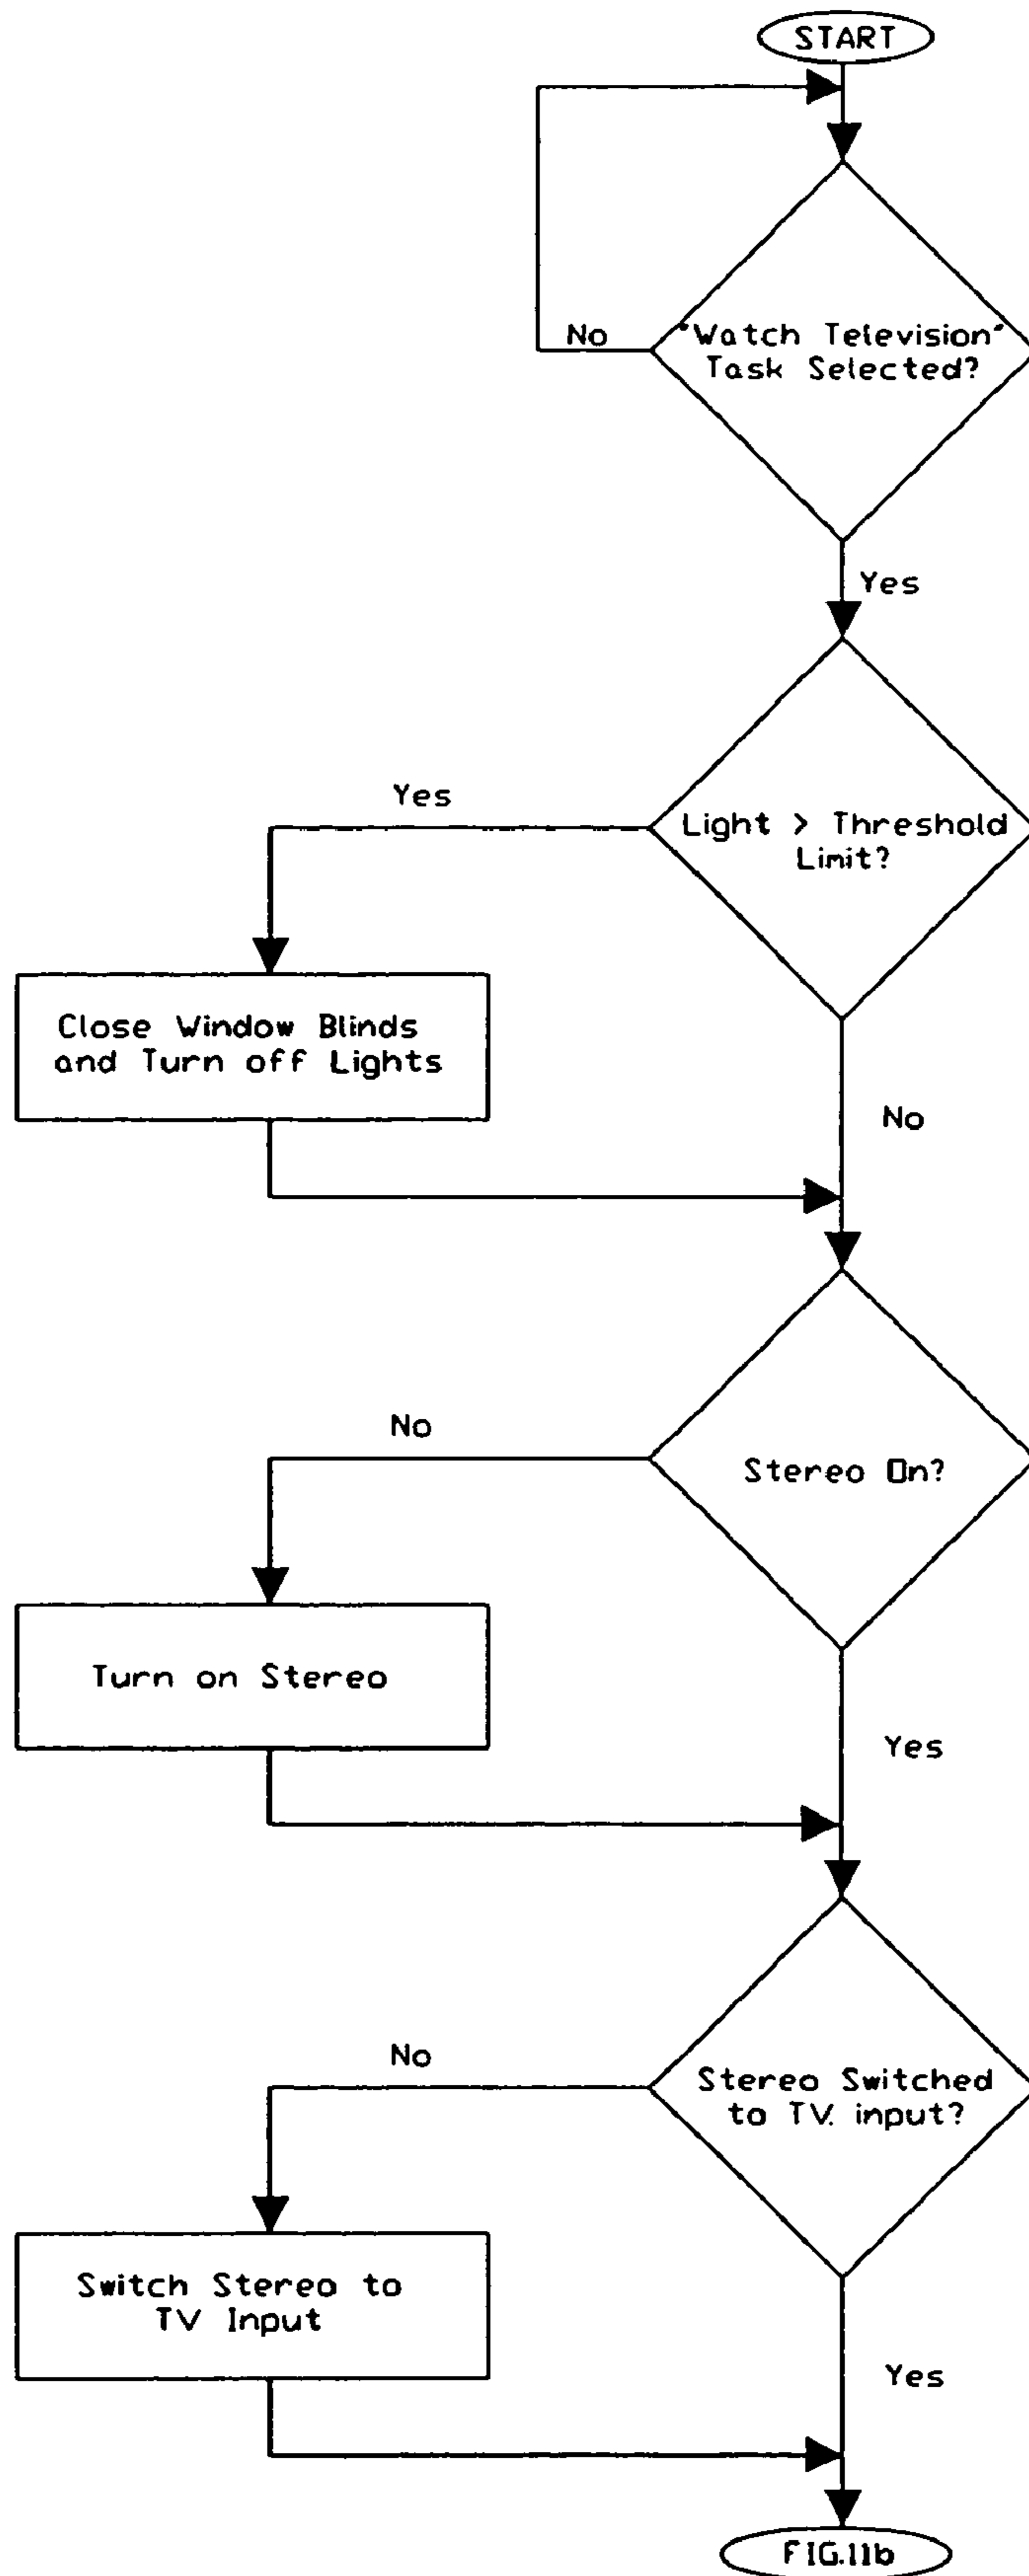 START
No
"Watch Television"
Task Selected?
Yes
Yes
Light > Threshold
Limit?
Close Window Blinds
and Turn off Lights
No
No
Stereo On?
Turn on Stereo
Yes
No
Stereo Switched
to TV. input?
Switch Stereo to
TV Input
Yes
FIG.11b